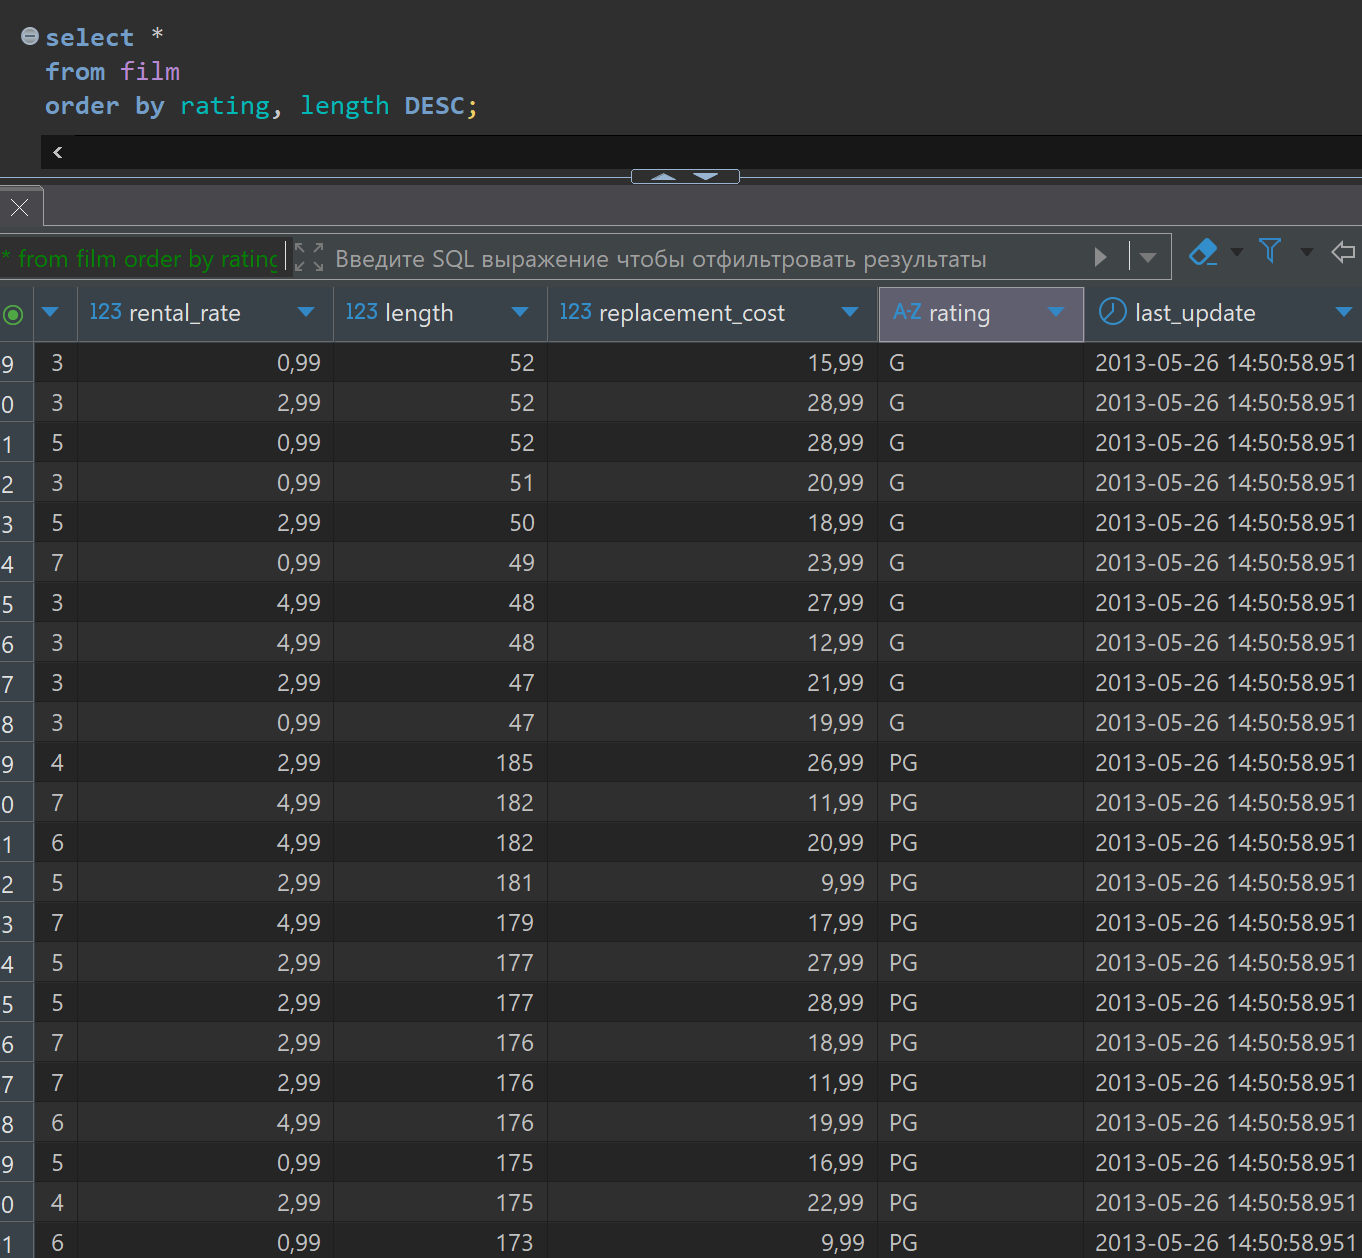 select *
from film
order by rating, length DESC;
* from film order by rating Введите SQL выражение чтобы отфильтровать результаты
123 rental_rate 123 length 123 replacement_cost A-Z rating last_update
9 3 0,99 52 15,99 G 2013-05-26 14:50:58.951
0 3 2,99 52 28,99 G 2013-05-26 14:50:58.951
1 5 0,99 52 28,99 G 2013-05-26 14:50:58.951
2 3 0,99 51 20,99 G 2013-05-26 14:50:58.951
3 5 2,99 50 18,99 G 2013-05-26 14:50:58.951
4 7 0,99 49 23,99 G 2013-05-26 14:50:58.951
5 3 4,99 48 27,99 G 2013-05-26 14:50:58.951
6 3 4,99 48 12,99 G 2013-05-26 14:50:58.951
7 3 2,99 47 21,99 G 2013-05-26 14:50:58.951
8 3 0,99 47 19,99 G 2013-05-26 14:50:58.951
9 4 2,99 185 26,99 PG 2013-05-26 14:50:58.951
0 7 4,99 182 11,99 PG 2013-05-26 14:50:58.951
1 6 4,99 182 20,99 PG 2013-05-26 14:50:58.951
2 5 2,99 181 9,99 PG 2013-05-26 14:50:58.951
3 7 4,99 179 17,99 PG 2013-05-26 14:50:58.951
4 5 2,99 177 27,99 PG 2013-05-26 14:50:58.951
5 5 2,99 177 28,99 PG 2013-05-26 14:50:58.951
6 7 2,99 176 18,99 PG 2013-05-26 14:50:58.951
7 7 2,99 176 11,99 PG 2013-05-26 14:50:58.951
8 6 4,99 176 19,99 PG 2013-05-26 14:50:58.951
9 5 0,99 175 16,99 PG 2013-05-26 14:50:58.951
0 4 2,99 175 22,99 PG 2013-05-26 14:50:58.951
1 6 0,99 173 9,99 PG 2013-05-26 14:50:58.951